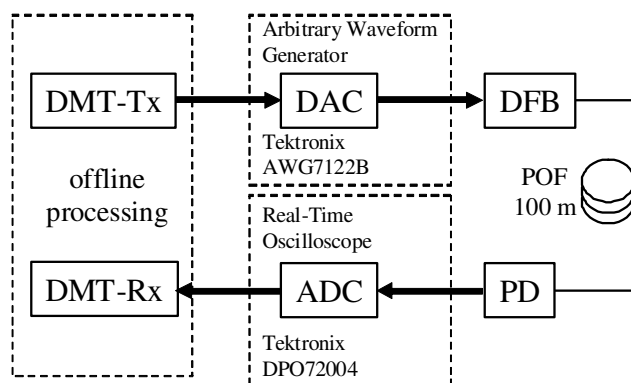 Arbitrary Waveform
Generator
DMT-Tx
DAC
DFB
Tektronix
AWG7122B
offline
processing
POF
100 m
Real-Time
Oscilloscope
DMT-Rx
ADC
PD
Tektronix
DPO72004